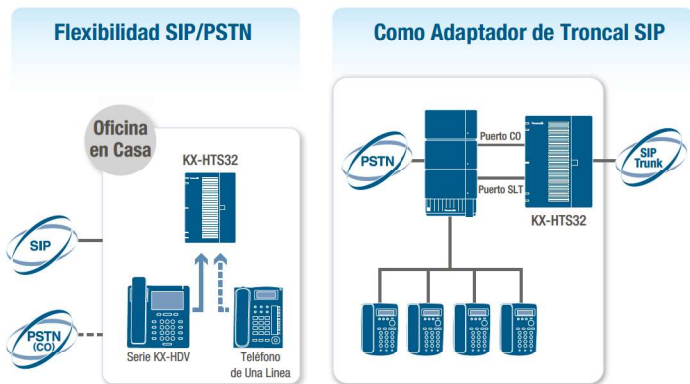 Flexibilidad SIP/PSTN
Oficina
en Casa
KX-HTS32
SIP
PSTN
(CO)
Serie KX-HDV
Teléfono
de Una Linea
Como Adaptador de Troncal SIP
PSTN
Puerto CO
Puerto SLT
KX-HTS32
SIP
Trunk